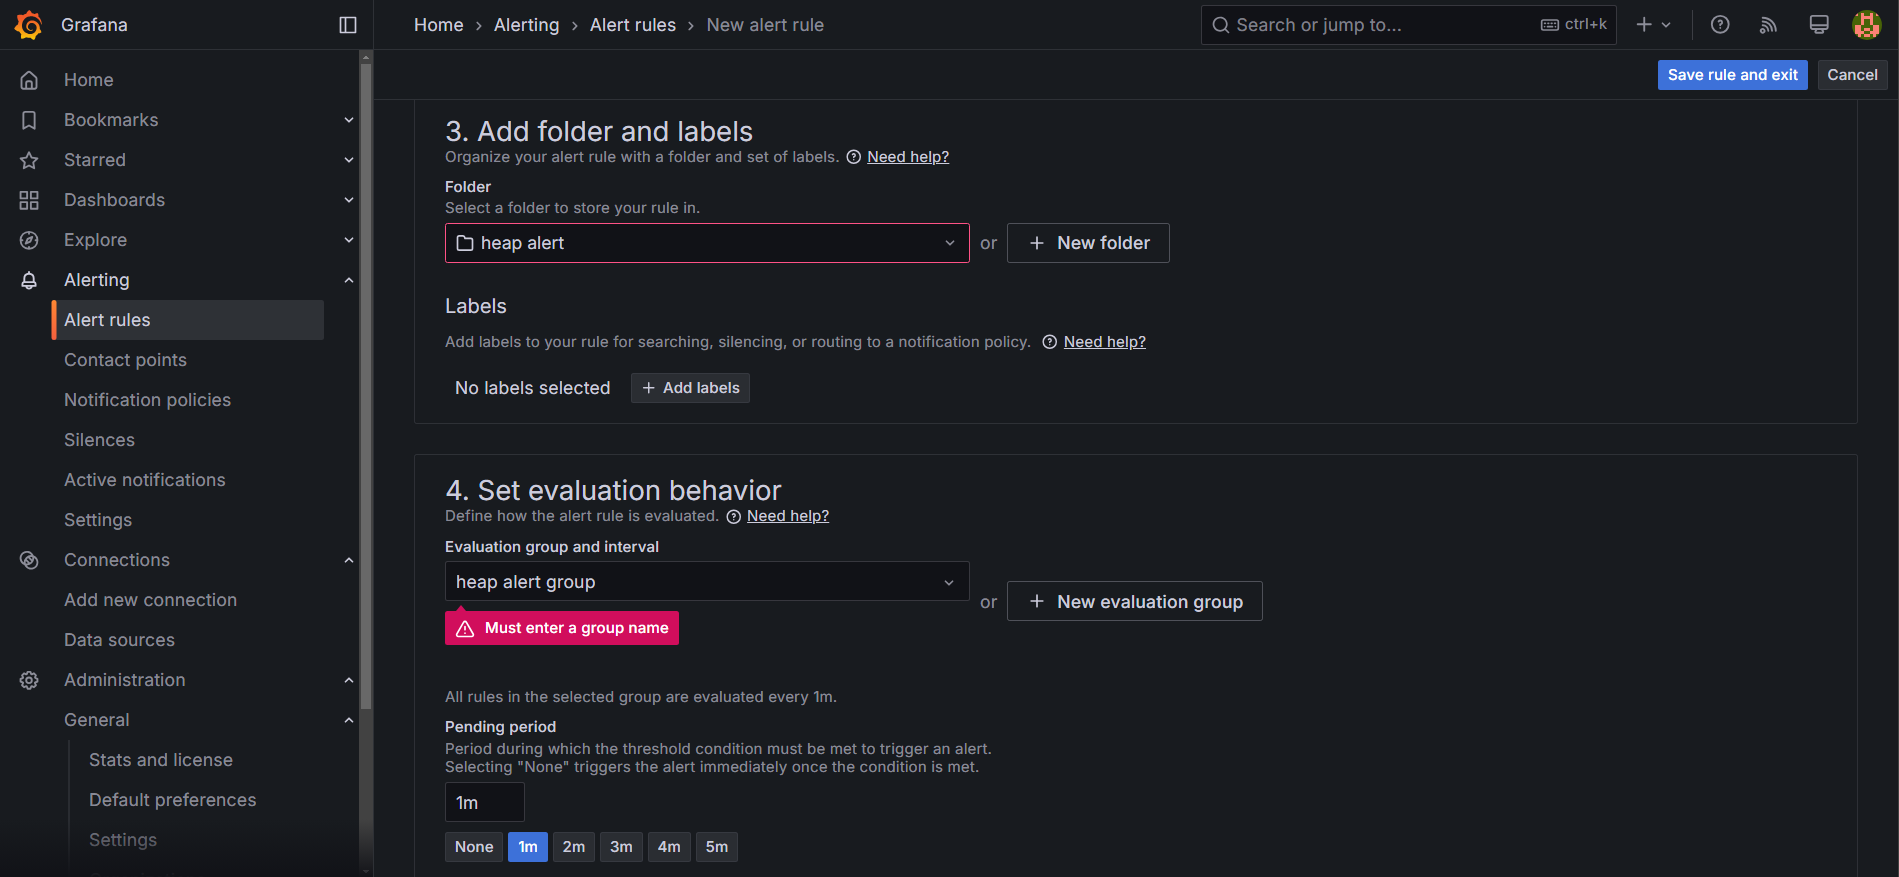 Grafana
Home › Alerting › Alert rules › New alert rule
Search or jump to...
ctrl+k
Save rule and exit
Cancel
Home
Bookmarks
Starred
Dashboards
Explore
Alerting
Alert rules
Contact points
Notification policies
Silences
Active notifications
Settings
Connections
Add new connection
Data sources
Administration
General
Stats and license
Default preferences
Settings
3. Add folder and labels
Organize your alert rule with a folder and set of labels. Need help?
Folder
Select a folder to store your rule in.
heap alert
or
New folder
Labels
Add labels to your rule for searching, silencing, or routing to a notification policy. Need help?
No labels selected
Add labels
4. Set evaluation behavior
Define how the alert rule is evaluated. Need help?
Evaluation group and interval
heap alert group
or
New evaluation group
Must enter a group name
All rules in the selected group are evaluated every 1m.
Pending period
Period during which the threshold condition must be met to trigger an alert.
Selecting "None" triggers the alert immediately once the condition is met.
1m
None 1m 2m 3m 4m 5m